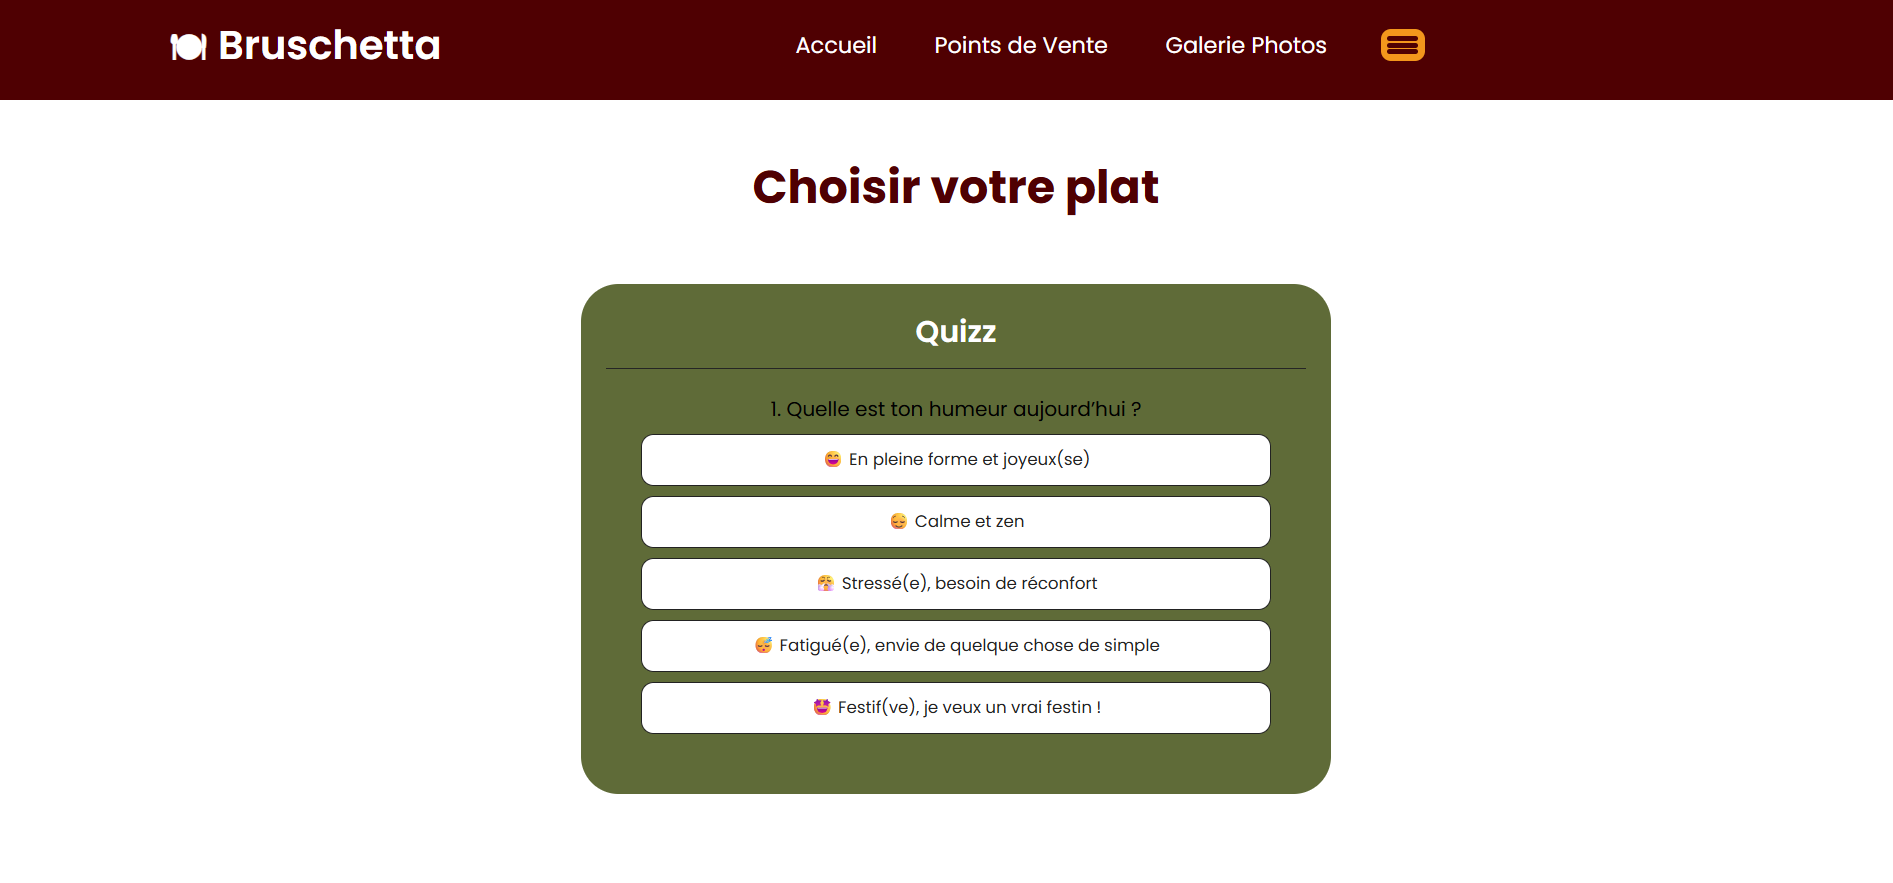 🍽 Bruschetta
Accueil Points de Vente Galerie Photos
Choisir votre plat
Quizz
1. Quelle est ton humeur aujourd’hui ?
😄 En pleine forme et joyeux(se)
😌 Calme et zen
😮‍💨 Stressé(e), besoin de réconfort
😴 Fatigué(e), envie de quelque chose de simple
🤩 Festif(ve), je veux un vrai festin !